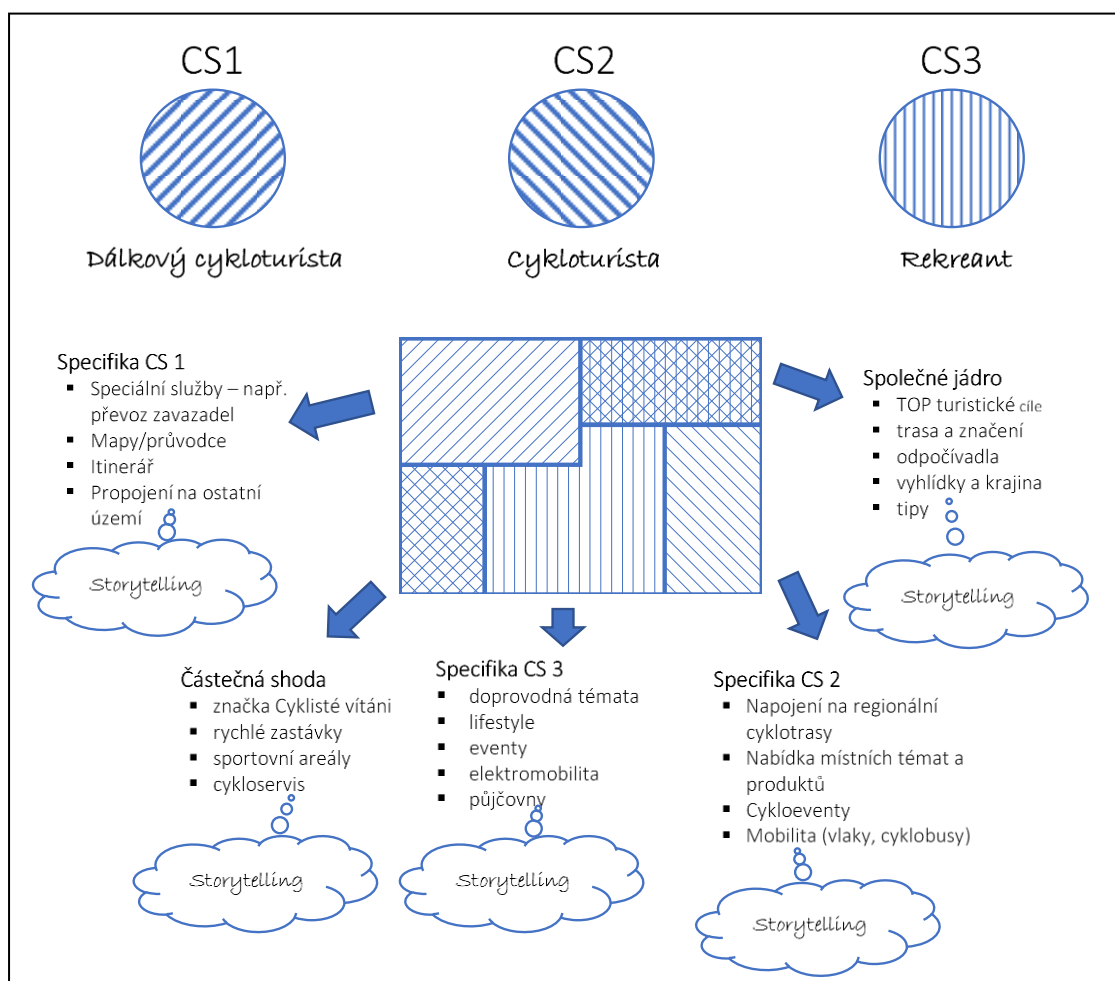 CS1
CS2
CS3
Dálkový cykloturista
Cykloturista
Rekreant
Specifika CS 1
▪ Speciální služby – např.
převoz zavazadel
▪ Mapy/průvodce
▪ Itinerář
▪ Propojení na ostatní
území
Storytelling
Společné jádro
▪ TOP turistické cíle
▪ trasa a značení
▪ odpočívadla
▪ vyhlídky a krajina
▪ tipy
Storytelling
Částečná shoda
▪ značka Cyklisté vítáni
▪ rychlé zastávky
▪ sportovní areály
▪ cykloservis
Storytelling
Specifika CS 3
▪ doprovodná témata
▪ lifestyle
▪ eventy
▪ elektromobilita
▪ půjčovny
Storytelling
Specifika CS 2
▪ Napojení na regionální
cyklotrasy
▪ Nabídka místních témat a
produktů
▪ Cykloeventy
▪ Mobilita (vlaky, cyklobusy)
Storytelling